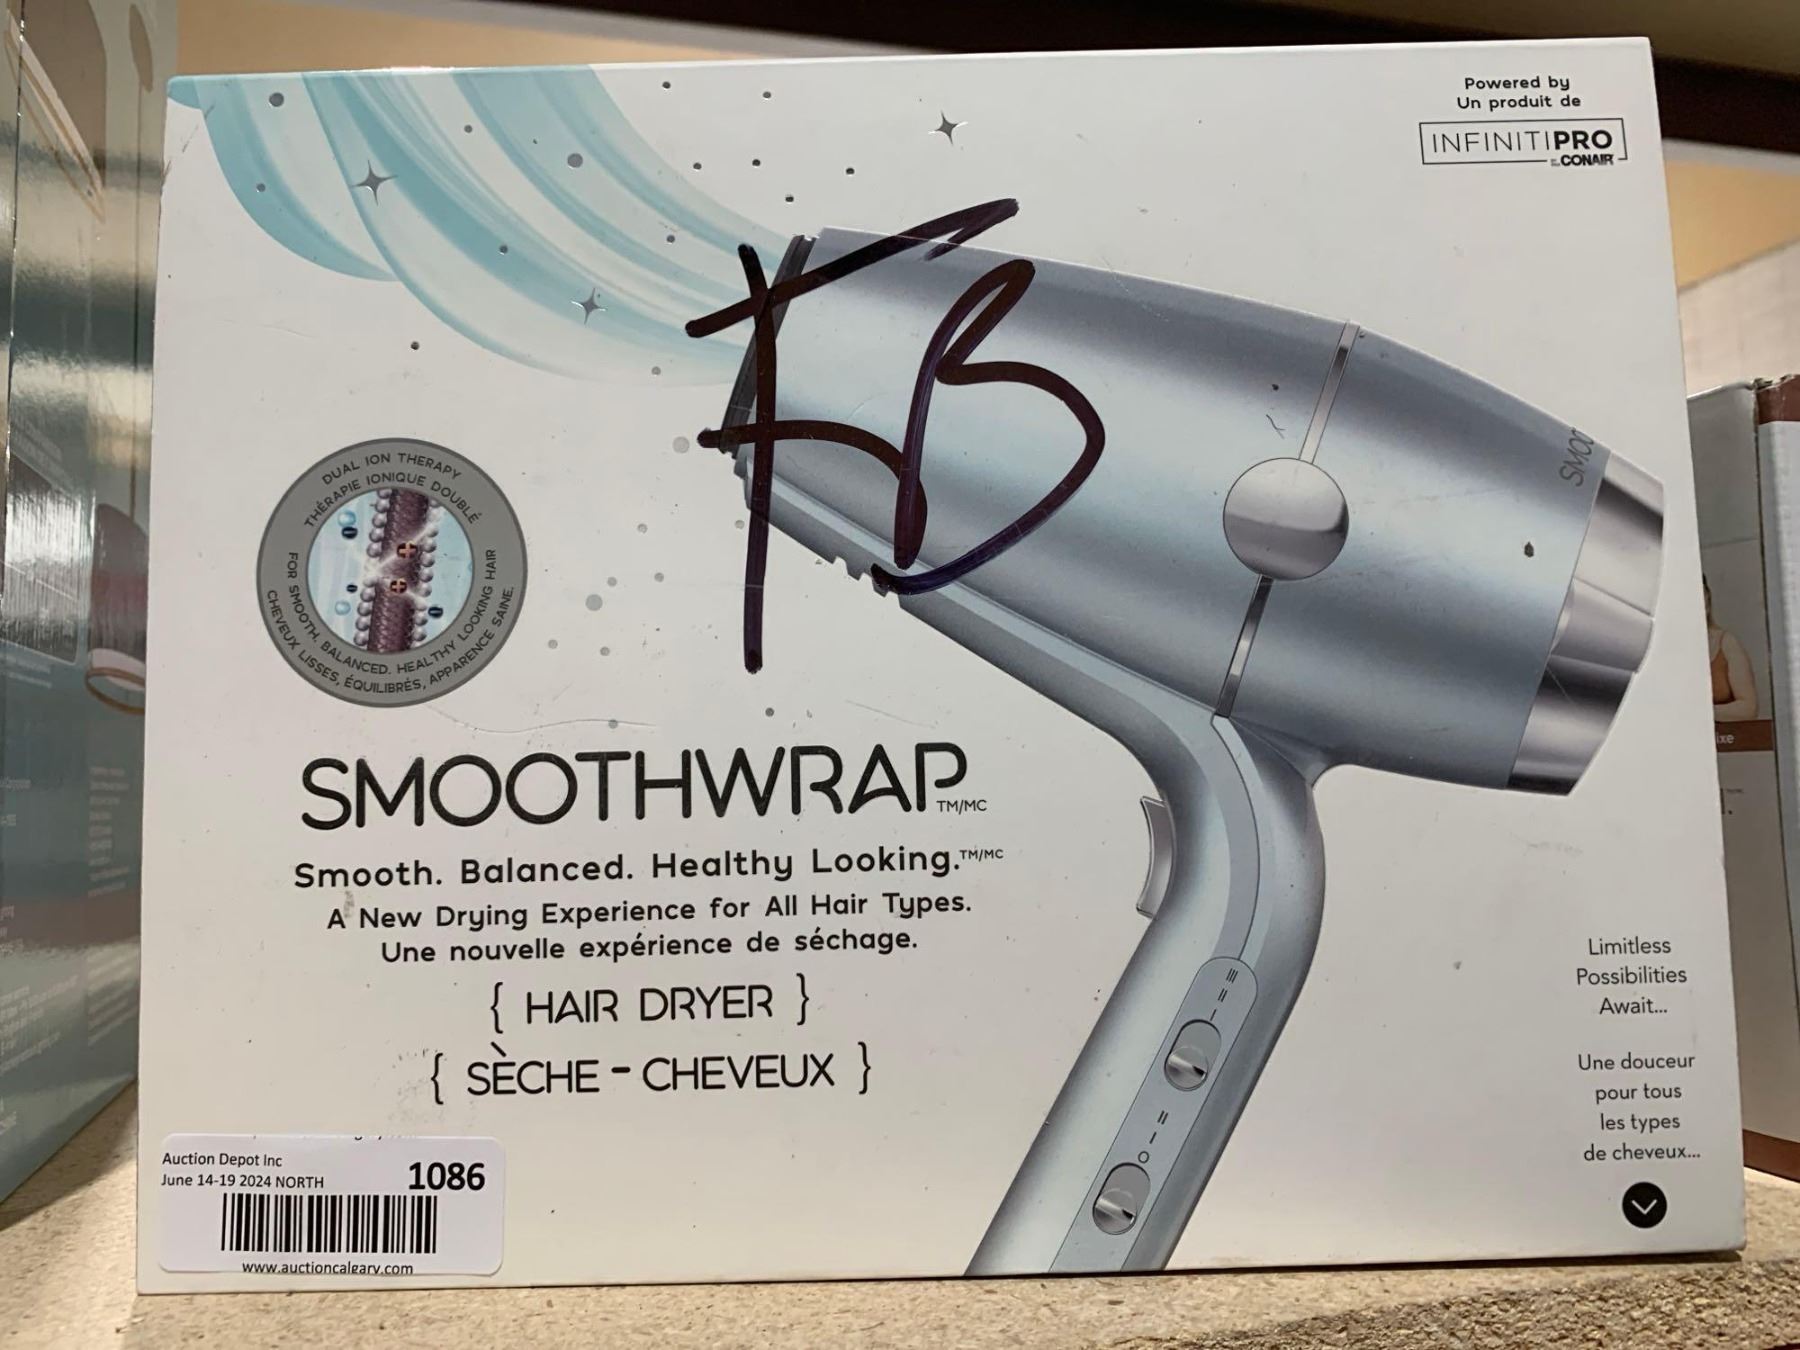 Powered by
Un produit de
INFINITIPRO
BY CONAIR
FB
SMOO
DUAL ION THERAPY
THÉRAPIE IONIQUE DOUBLÉ
FOR SMOOTH, BALANCED, HEALTHY LOOKING HAIR
CHEVEUX LISSES, ÉQUILIBRÉS, APPARENCE SAINE.
SMOOTHWRAP TM/MC
Smooth. Balanced. Healthy Looking.TM/MC
A New Drying Experience for All Hair Types.
Une nouvelle expérience de séchage.
{ HAIR DRYER }
{ SÈCHE - CHEVEUX }
Limitless
Possibilities
Await...
Une douceur
pour tous
les types
de cheveux...
Auction Depot Inc
June 14-19 2024 NORTH
1086
www.auctioncalgary.com